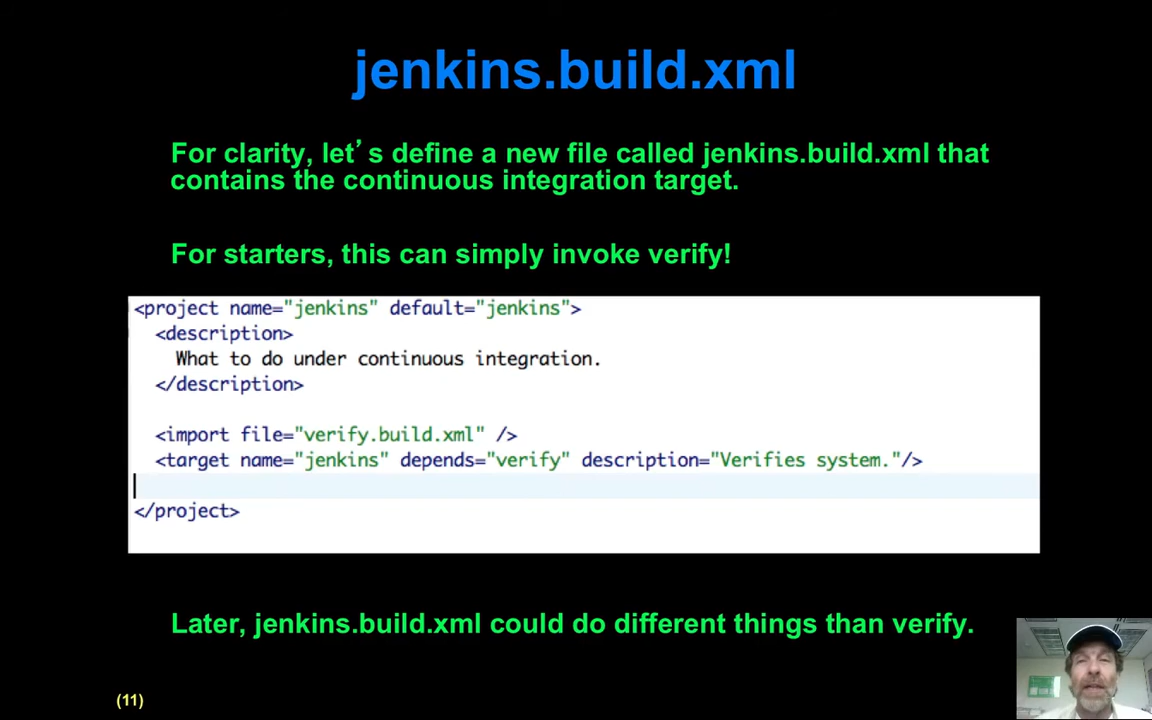 jenkins.build.xml
For clarity, let’s define a new file called jenkins.build.xml that
contains the continuous integration target.
For starters, this can simply invoke verify!
<project name="jenkins" default="jenkins">
<description>
What to do under continuous integration.
</description>
<import file="verify.build.xml" />
<target name="jenkins" depends="verify" description="Verifies system."/>
</project>
Later, jenkins.build.xml could do different things than verify.
(11)